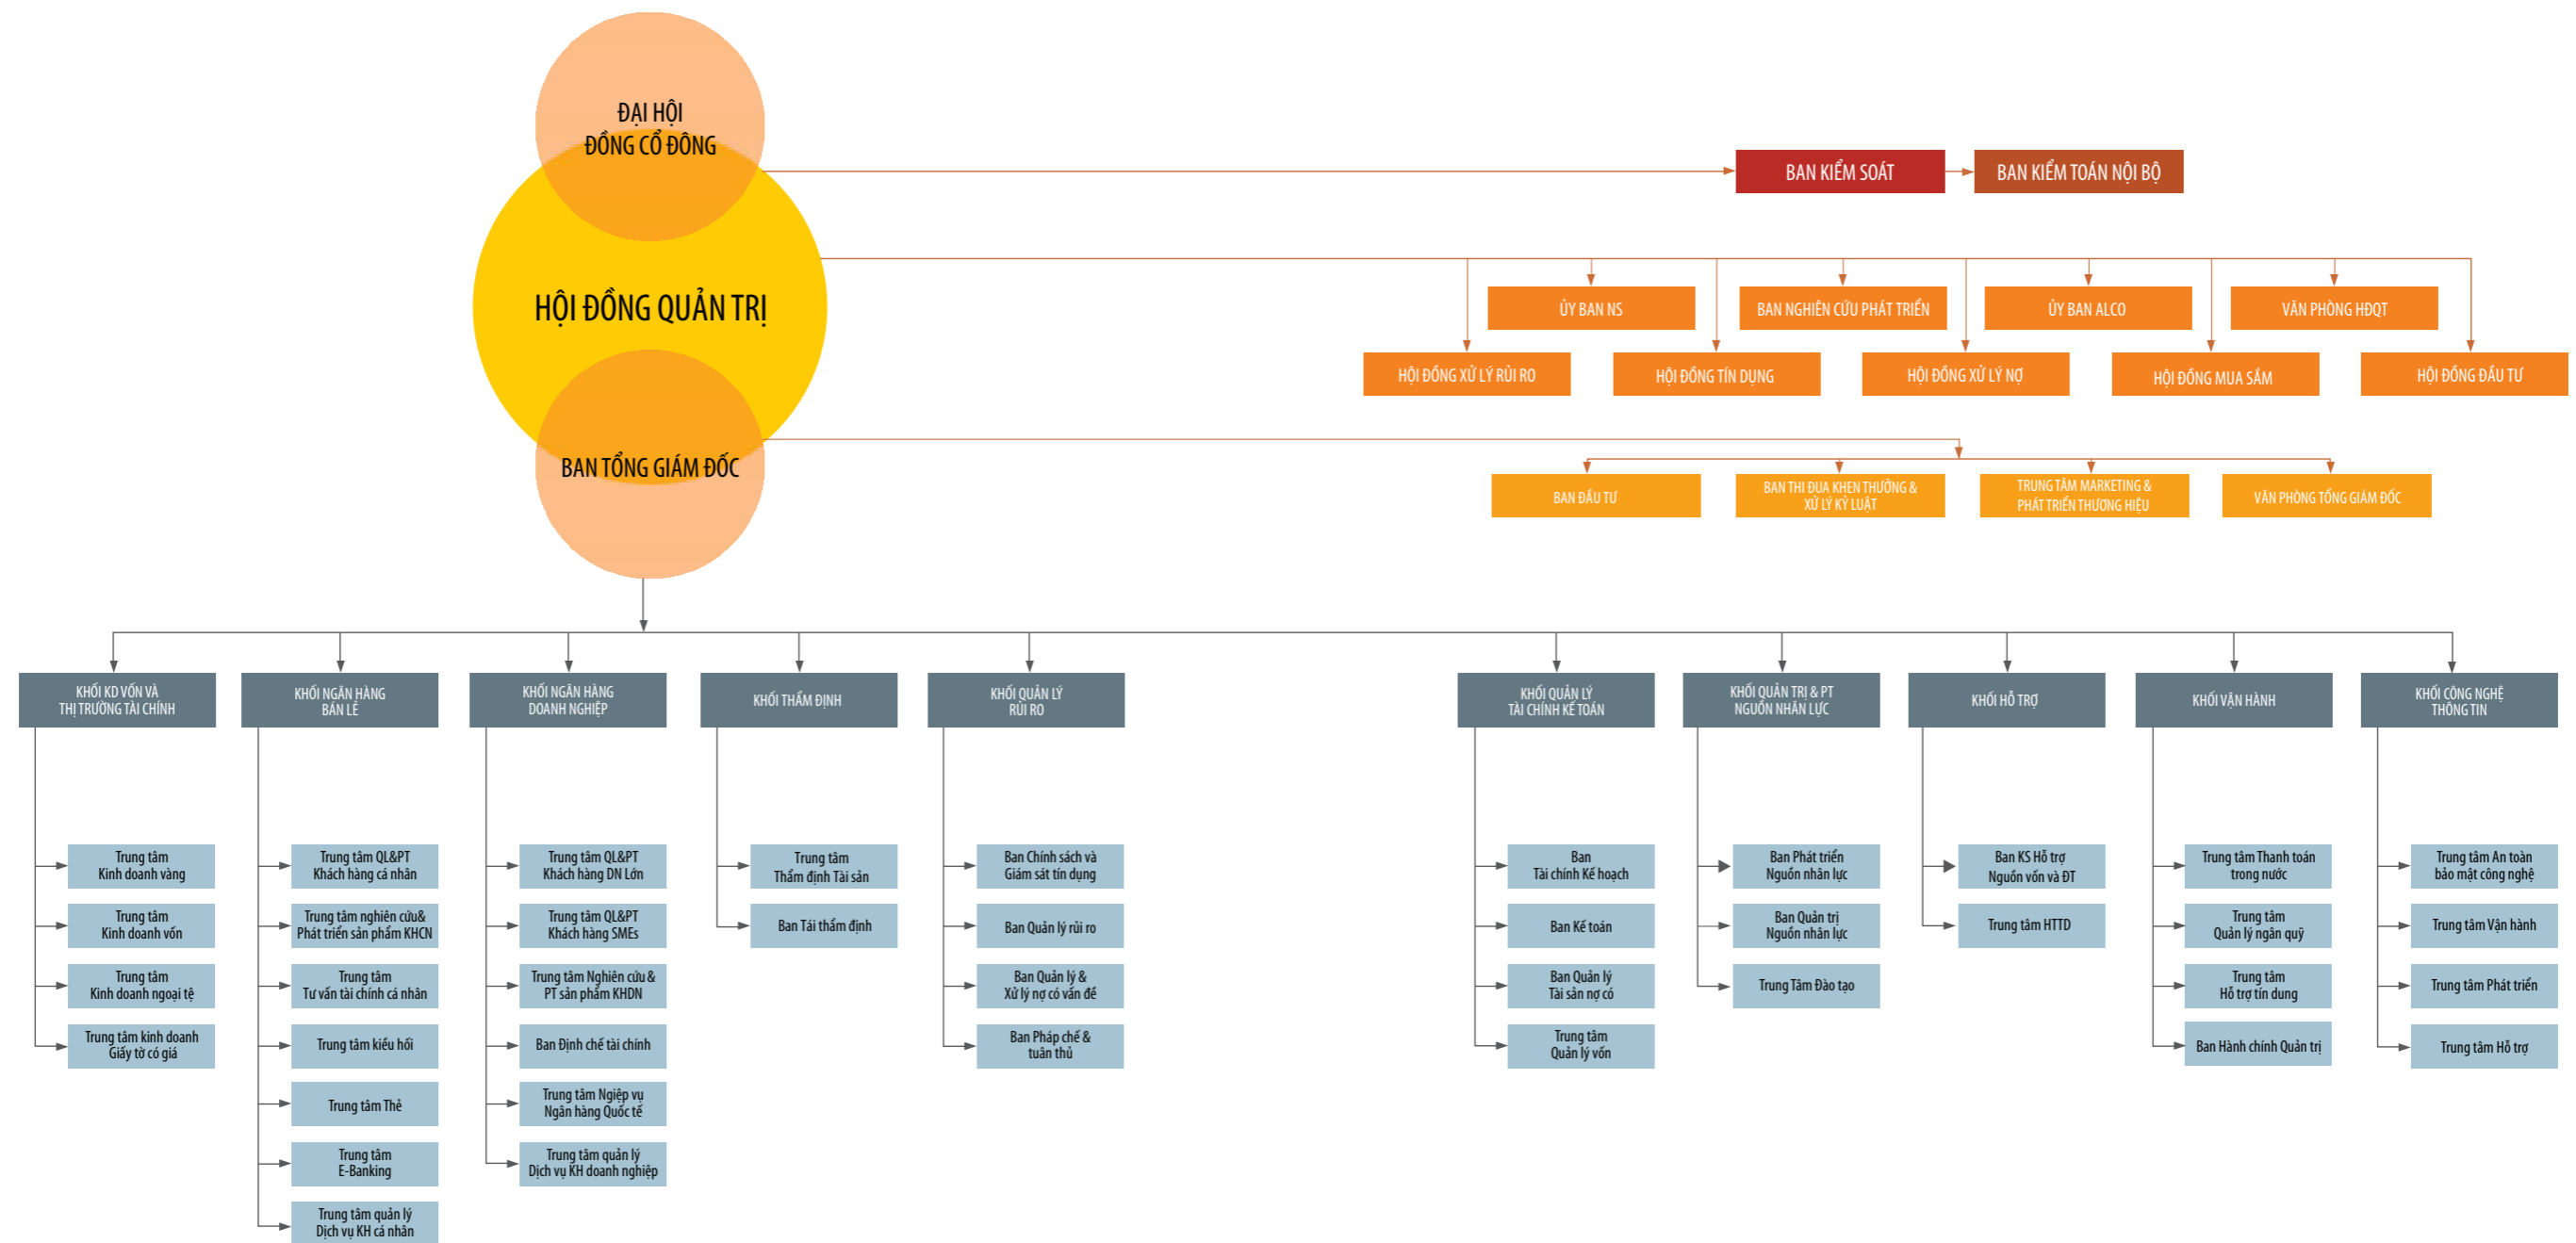 ĐẠI HỘI
ĐỒNG CỔ ĐÔNG
BAN KIỂM SOÁT
BAN KIỂM TOÁN NỘI BỘ
HỘI ĐỒNG QUẢN TRỊ
ỦY BAN NS
BAN NGHIÊN CỨU PHÁT TRIỂN
ỦY BAN ALCO
VĂN PHÒNG HĐQT
HỘI ĐỒNG XỬ LÝ RỦI RO
HỘI ĐỒNG TÍN DỤNG
HỘI ĐỒNG XỬ LÝ NỢ
HỘI ĐỒNG MUA SẮM
HỘI ĐỒNG ĐẦU TƯ
BAN TỔNG GIÁM ĐỐC
BAN ĐẦU TƯ
BAN THI ĐUA KHEN THƯỞNG &
XỬ LÝ KỶ LUẬT
TRUNG TÂM MARKETING &
PHÁT TRIỂN THƯƠNG HIỆU
VĂN PHÒNG TỔNG GIÁM ĐỐC
KHỐI KD VỐN VÀ
THỊ TRƯỜNG TÀI CHÍNH
KHỐI NGÂN HÀNG
BÁN LẺ
KHỐI NGÂN HÀNG
DOANH NGHIỆP
KHỐI THẨM ĐỊNH
KHỐI QUẢN LÝ
RỦI RO
KHỐI QUẢN LÝ
TÀI CHÍNH KẾ TOÁN
KHỐI QUẢN TRỊ & PT
NGUỒN NHÂN LỰC
KHỐI HỖ TRỢ
KHỐI VẬN HÀNH
KHỐI CÔNG NGHỆ
THÔNG TIN
Trung tâm
Kinh doanh vàng
Trung tâm
Kinh doanh vốn
Trung tâm
Kinh doanh ngoại tệ
Trung tâm kinh doanh
Giấy tờ có giá
Trung tâm QL&PT
Khách hàng cá nhân
Trung tâm nghiên cứu&
Phát triển sản phẩm KHCN
Trung tâm
Tư vấn tài chính cá nhân
Trung tâm kiều hối
Trung tâm Thẻ
Trung tâm
E-Banking
Trung tâm quản lý
Dịch vụ KH cá nhân
Trung tâm QL&PT
Khách hàng DN Lớn
Trung tâm QL&PT
Khách hàng SMEs
Trung tâm Nghiên cứu &
PT sản phẩm KHDN
Ban Định chế tài chính
Trung tâm Ngiệp vụ
Ngân hàng Quốc tế
Trung tâm quản lý
Dịch vụ KH doanh nghiệp
Trung tâm
Thẩm định Tài sản
Ban Tái thẩm định
Ban Chính sách và
Giám sát tín dụng
Ban Quản lý rủi ro
Ban Quản lý &
Xử lý nợ có vấn đề
Ban Pháp chế &
tuân thủ
Ban
Tài chính Kế hoạch
Ban Kế toán
Ban Quản lý
Tài sản nợ có
Trung tâm
Quản lý vốn
Ban Phát triển
Nguồn nhân lực
Ban Quản trị
Nguồn nhân lực
Trung Tâm Đào tạo
Ban KS Hỗ trợ
Nguồn vốn và ĐT
Trung tâm HTTD
Trung tâm Thanh toán
trong nước
Trung tâm
Quản lý ngân quỹ
Trung tâm
Hỗ trợ tín dung
Ban Hành chính Quản trị
Trung tâm An toàn
bảo mật công nghệ
Trung tâm Vận hành
Trung tâm Phát triển
Trung tâm Hỗ trợ